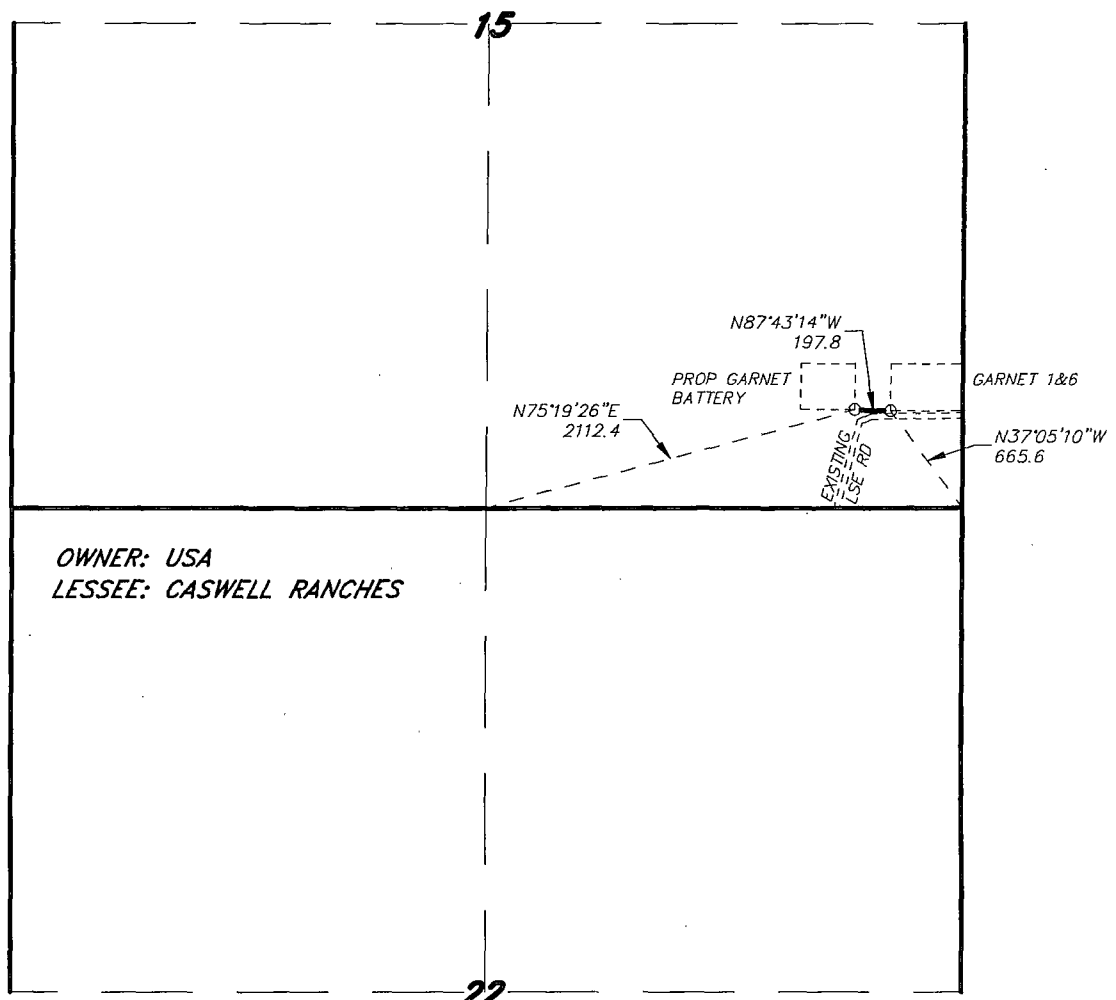 15
N87°43'14"W
197.8
PROP GARNET
BATTERY
GARNET 1&6
N75°19'26"E
2112.4
N37°05'10"W
665.6
EXISTING
LSE RD
OWNER: USA
LESSEE: CASWELL RANCHES
22